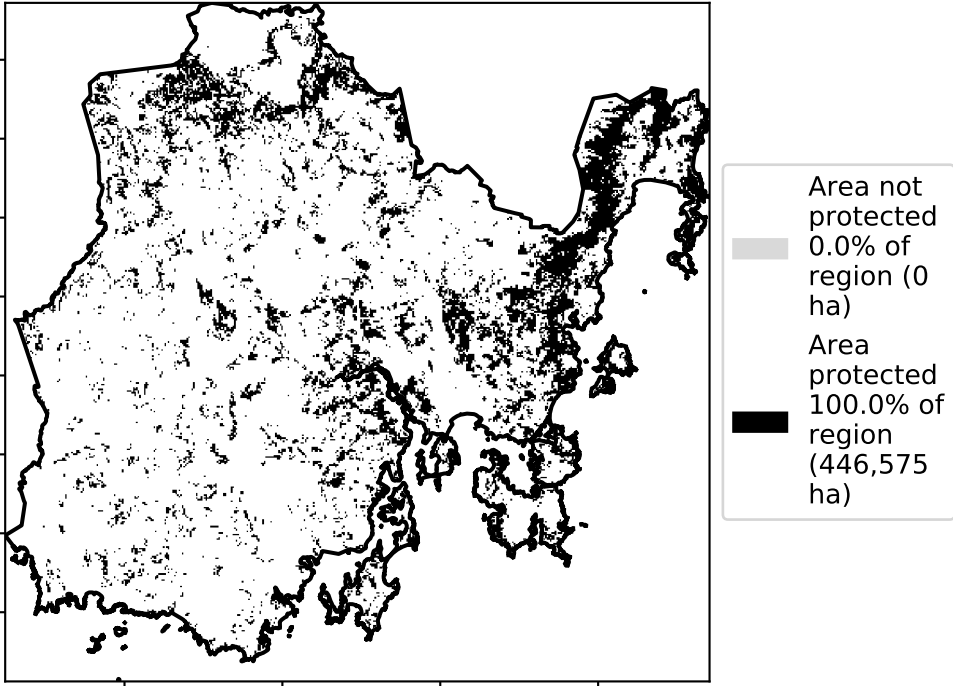 Area not
protected
0.0% of
region (0
ha)
Area
protected
100.0% of
region
(446,575
ha)